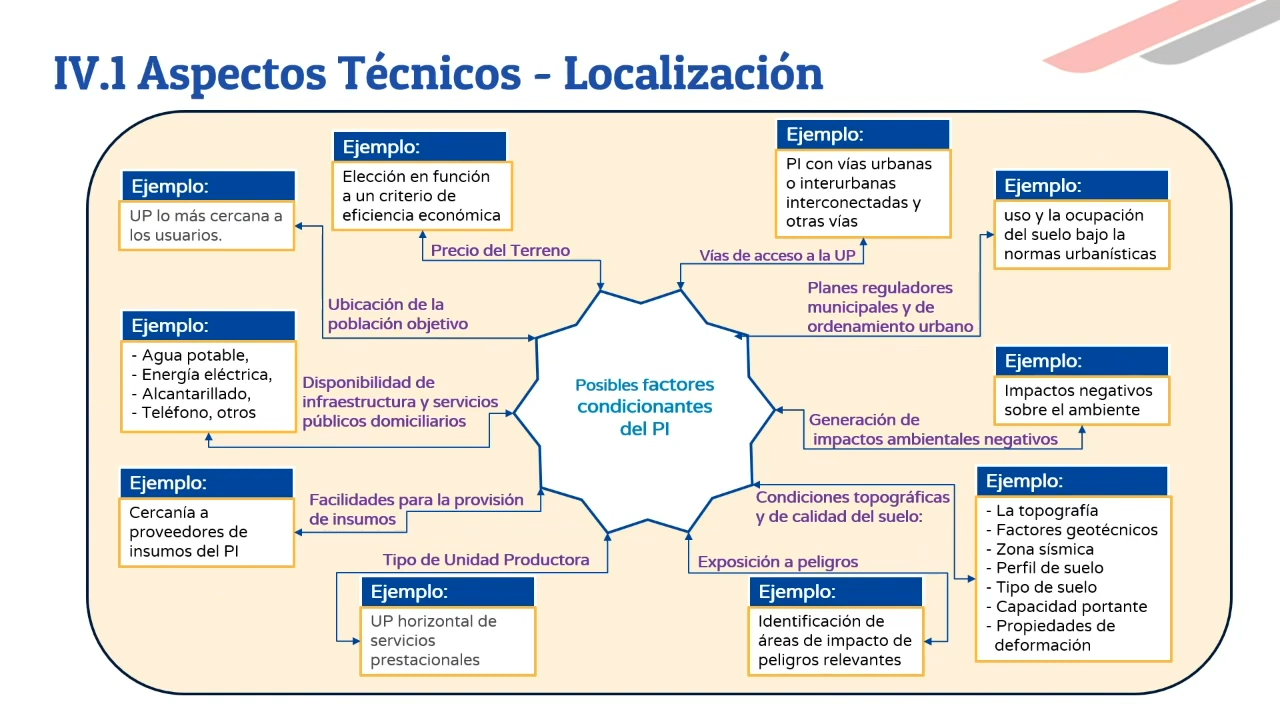 IV.1 Aspectos Técnicos - Localización
Ejemplo:
UP lo más cercana a
los usuarios.
Ubicación de la
población objetivo
Ejemplo:
Elección en función
a un criterio de
eficiencia económica
Precio del Terreno
Ejemplo:
PI con vías urbanas
o interurbanas
interconectadas y
otras vías
Vías de acceso a la UP
Ejemplo:
uso y la ocupación
del suelo bajo la
normas urbanísticas
Planes reguladores
municipales y de
ordenamiento urbano
Ejemplo:
- Agua potable,
- Energía eléctrica,
- Alcantarillado,
- Teléfono, otros
Disponibilidad de
infraestructura y servicios
públicos domiciliarios
Posibles factores
condicionantes
del PI
Ejemplo:
Impactos negativos
sobre el ambiente
Generación de
impactos ambientales negativos
Ejemplo:
Cercanía a
proveedores de
insumos del PI
Facilidades para la provisión
de insumos
Condiciones topográficas
y de calidad del suelo:
Ejemplo:
- La topografía
- Factores geotécnicos
- Zona sísmica
- Perfil de suelo
- Tipo de suelo
- Capacidad portante
- Propiedades de
deformación
Tipo de Unidad Productora
Ejemplo:
UP horizontal de
servicios
prestacionales
Exposición a peligros
Ejemplo:
Identificación de
áreas de impacto de
peligros relevantes